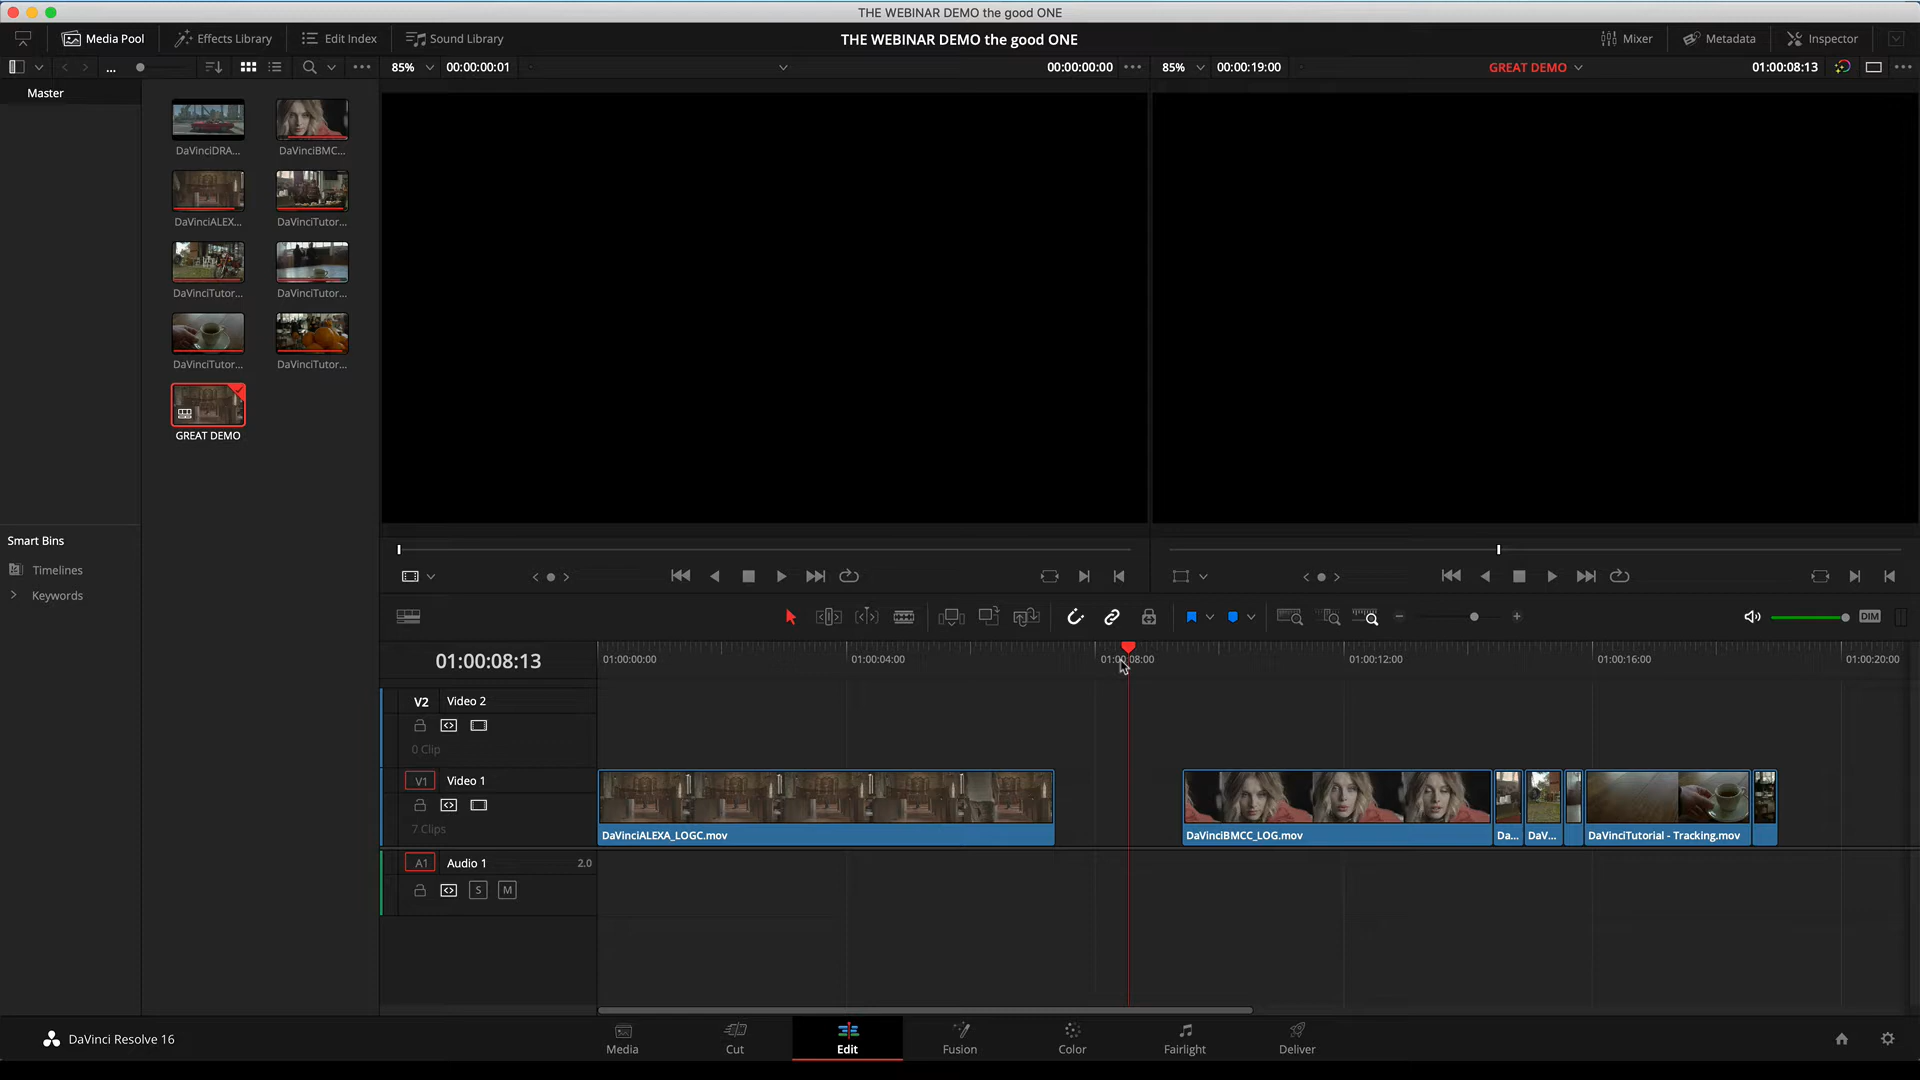 THE WEBINAR DEMO the good ONE
Media Pool Effects Library Edit Index Sound Library THE WEBINAR DEMO the good ONE Mixer Metadata Inspector
... 85% 00:00:00:01 00:00:00:00 85% 00:00:19:00 GREAT DEMO 01:00:08:13
Master
DaVinciDRA... DaVinciBMC...
DaVinciALEX... DaVinciTutor...
DaVinciTutor... DaVinciTutor...
DaVinciTutor... DaVinciTutor...
GREAT DEMO
Smart Bins
Timelines
Keywords
DIM
01:00:08:13
01:00:00:00 01:00:04:00 01:00:08:00 01:00:12:00 01:00:16:00 01:00:20:00
V2 Video 2
0 Clip
V1 Video 1
7 Clips
DaVinciALEXA_LOGC.mov DaVinciBMCC_LOG.mov Da... DaV... DaVinciTutorial - Tracking.mov
A1 Audio 1 2.0
S M
DaVinci Resolve 16
Media Cut Edit Fusion Color Fairlight Deliver